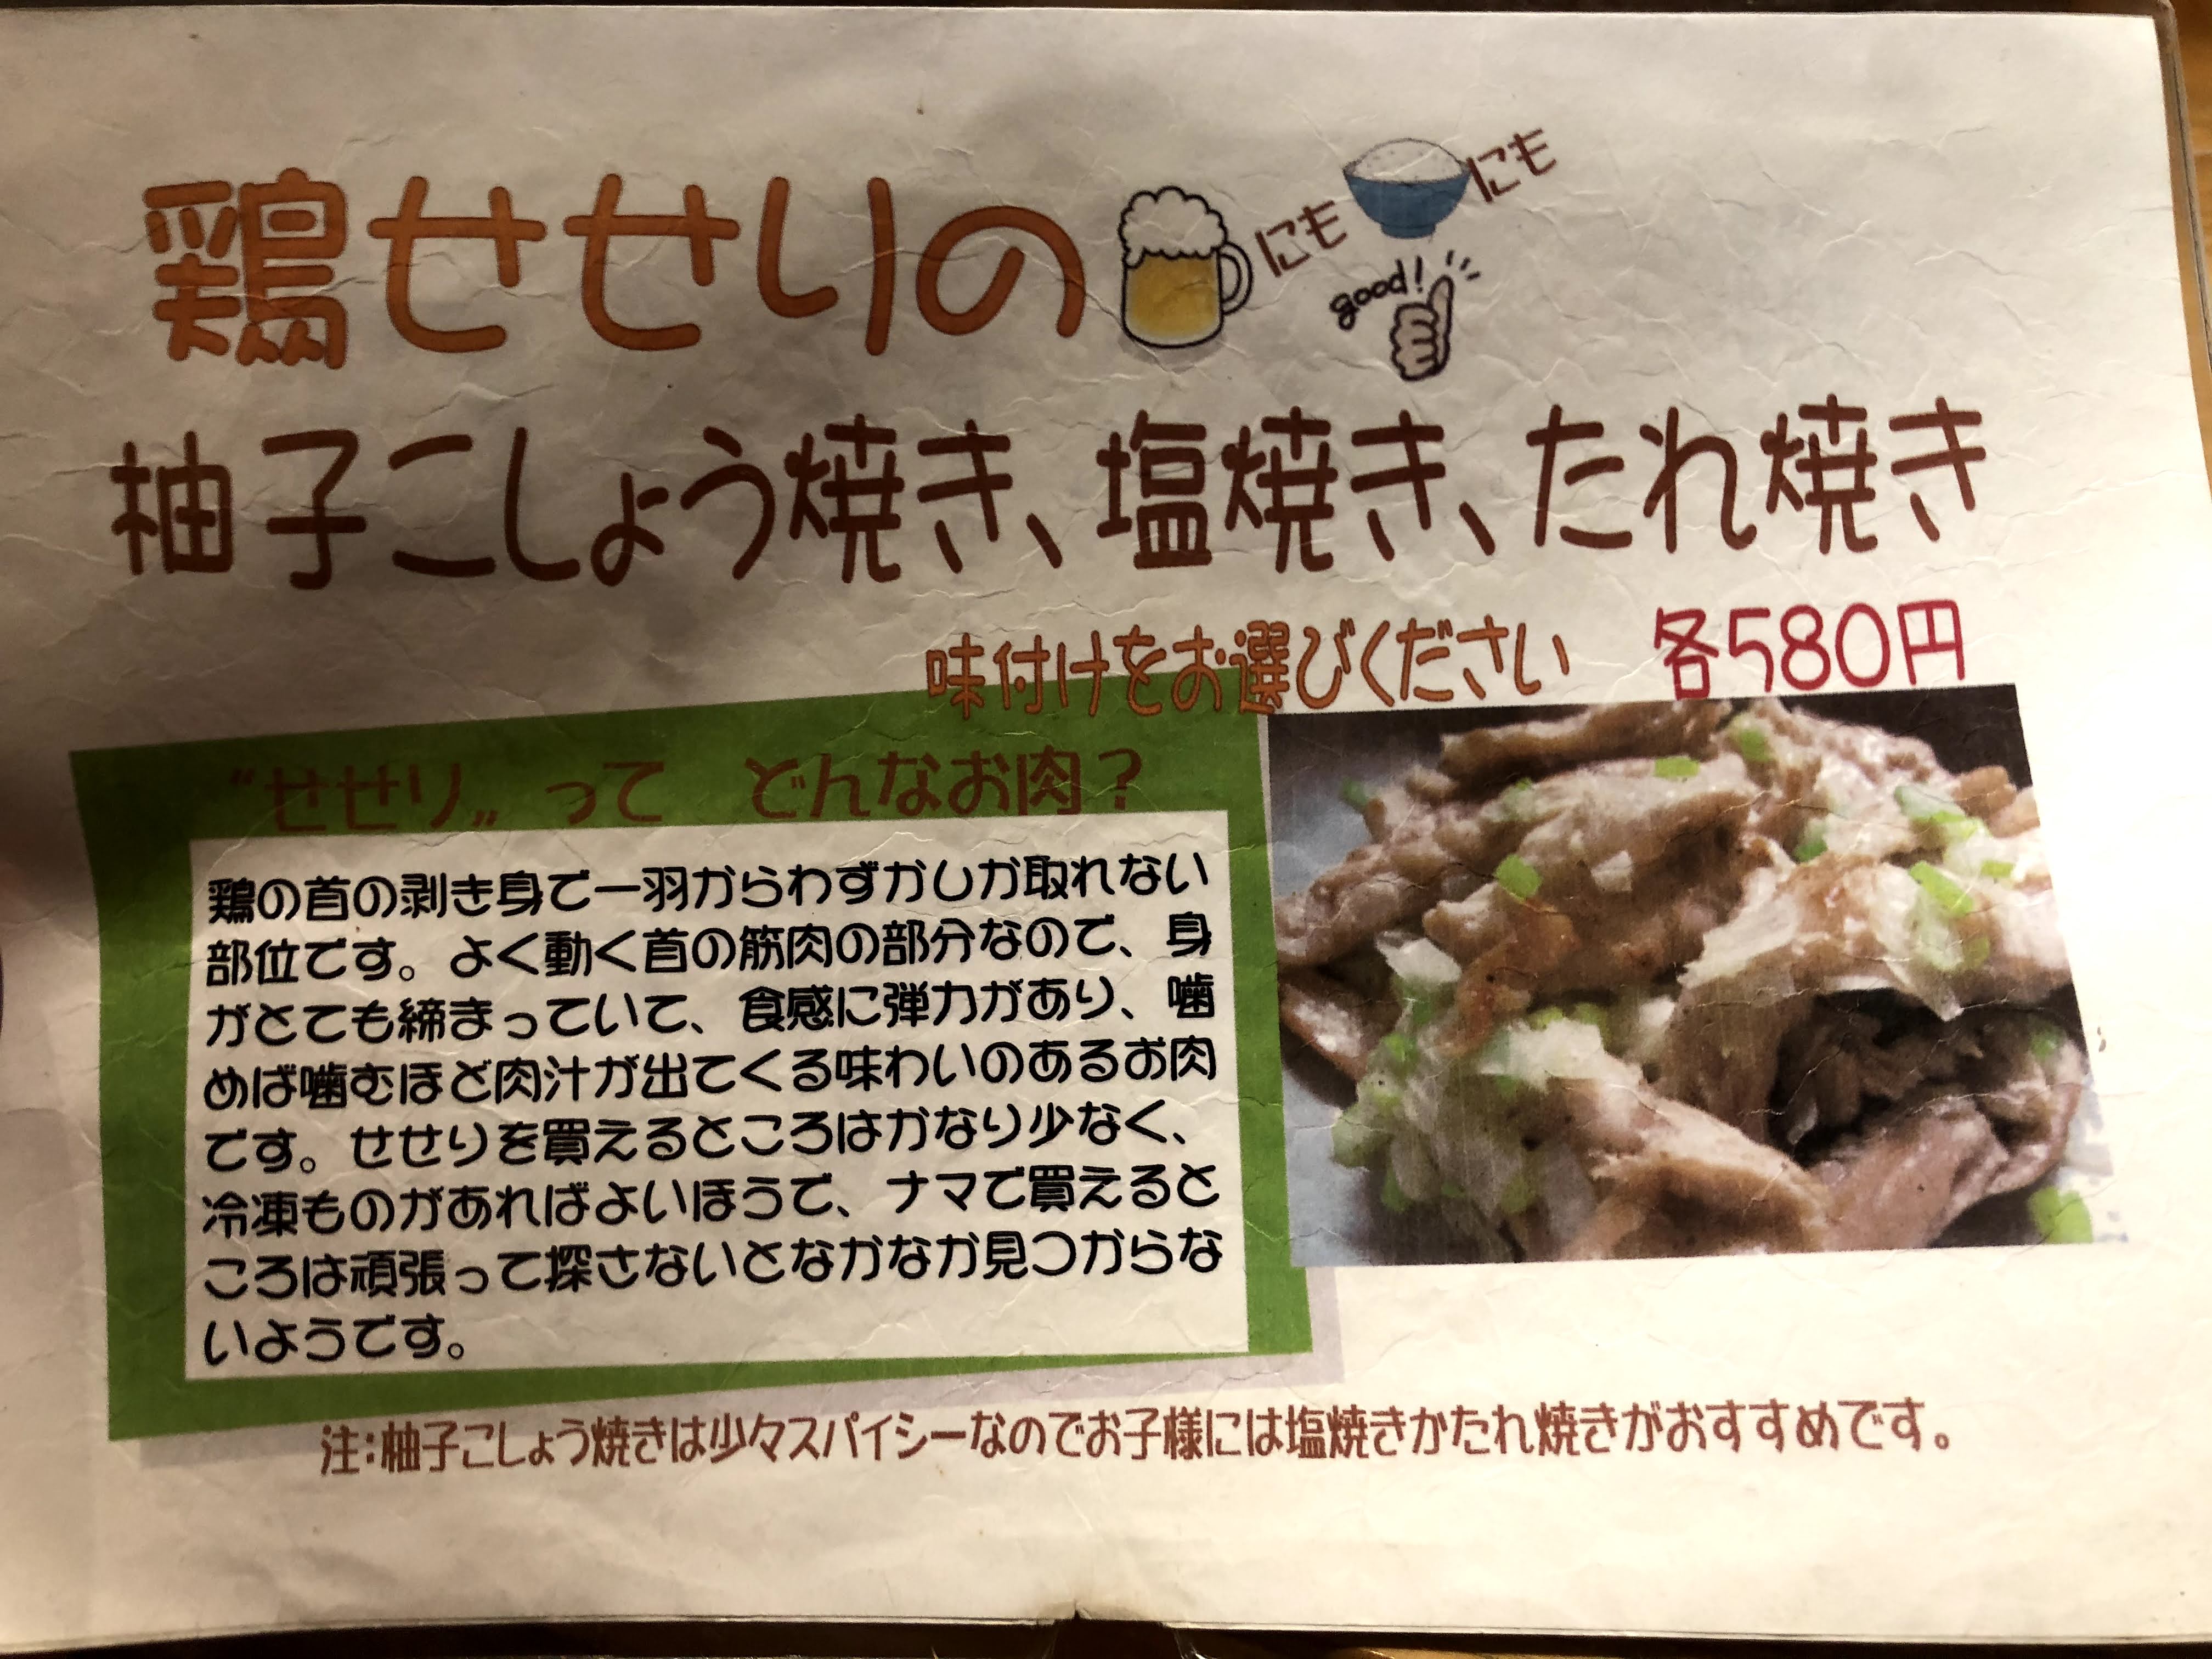 鶏せせりの
にも
にも
good!
柚子こしょう焼き、塩焼き、たれ焼き
味付けをお選びください 各580円
"せせり„って どんなお肉？
鶏の首の剥き身で一羽からわずかしか取れない
部位です。よく動く首の筋肉の部分なので、身
がとても締まっていて、食感に弾力があり、噛
めば噛むほど肉汁が出てくる味わいのあるお肉
です。せせりを買えるところはかなり少なく、
冷凍ものがあればよいほうで、ナマで買えると
ころは頑張って探さないとなかなか見つからな
いようです。
注:柚子こしょう焼きは少々スパイシーなのでお子様には塩焼きかたれ焼きがおすすめです。